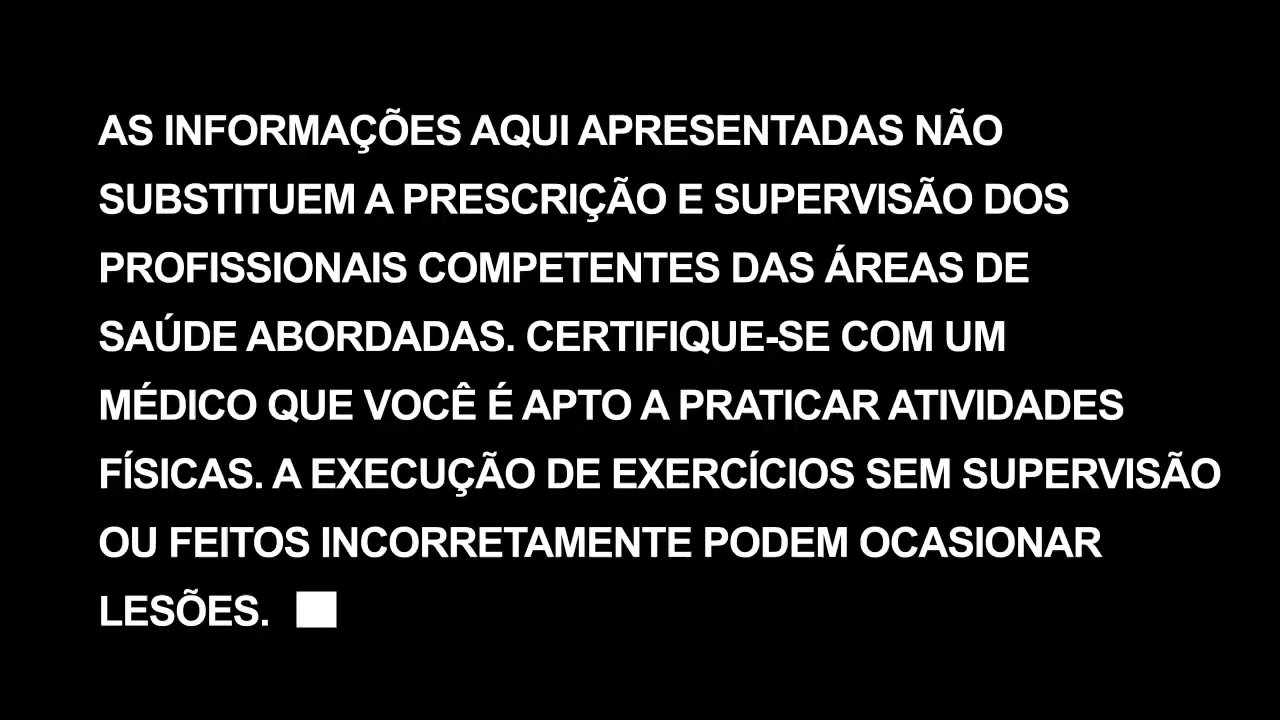 AS INFORMAÇÕES AQUI APRESENTADAS NÃO
SUBSTITUEM A PRESCRIÇÃO E SUPERVISÃO DOS
PROFISSIONAIS COMPETENTES DAS ÁREAS DE
SAÚDE ABORDADAS. CERTIFIQUE-SE COM UM
MÉDICO QUE VOCÊ É APTO A PRATICAR ATIVIDADES
FÍSICAS. A EXECUÇÃO DE EXERCÍCIOS SEM SUPERVISÃO
OU FEITOS INCORRETAMENTE PODEM OCASIONAR
LESÕES.